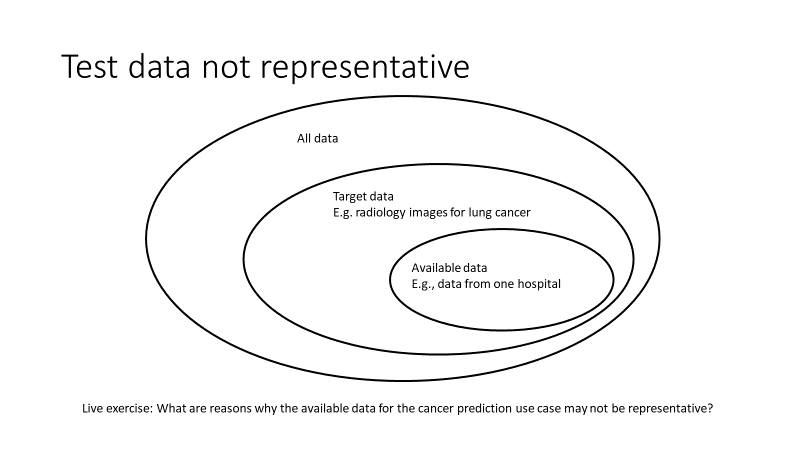 Test data not representative
All data
Target data
E.g. radiology images for lung cancer
Available data
E.g., data from one hospital
Live exercise: What are reasons why the available data for the cancer prediction use case may not be representative?